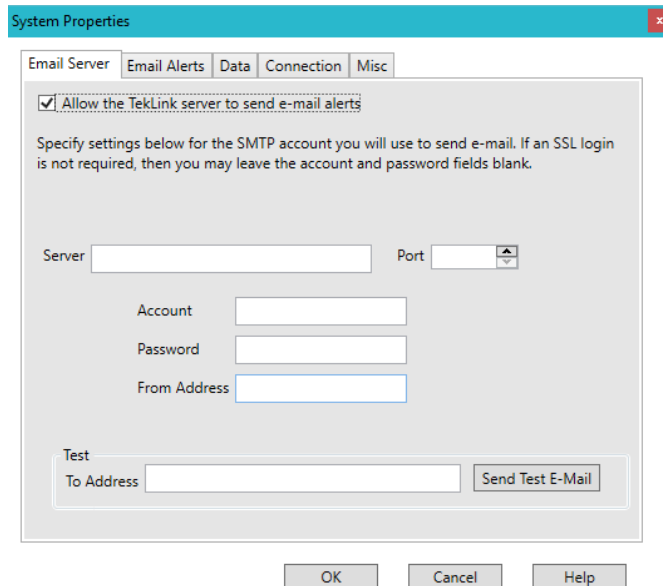 System Properties
x
Email Server Email Alerts Data Connection Misc
Allow the TekLink server to send e-mail alerts
Specify settings below for the SMTP account you will use to send e-mail. If an SSL login
is not required, then you may leave the account and password fields blank.
Server Port
Account
Password
From Address
Test
To Address Send Test E-Mail
OK Cancel Help